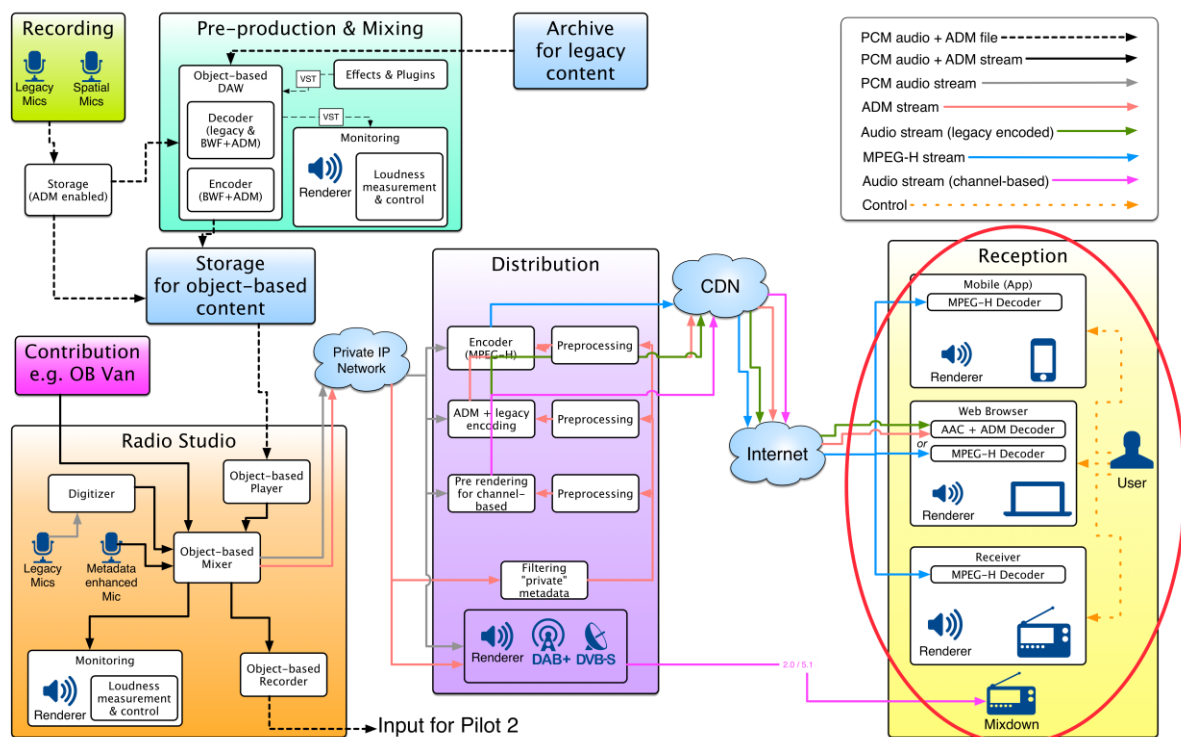 Recording
Legacy
Mics
Spatial
Mics
Storage
(ADM enabled)
Pre-production & Mixing
Object-based
DAW
VST
Effects & Plugins
Decoder
(legacy &
BWF+ADM)
VST
Encoder
(BWF+ADM)
Monitoring
Renderer
Loudness
measurement
& control
Archive
for legacy
content
PCM audio + ADM file
PCM audio + ADM stream
PCM audio stream
ADM stream
Audio stream (legacy encoded)
MPEG-H stream
Audio stream (channel-based)
Control
Storage
for object-based
content
Contribution
e.g. OB Van
Private IP
Network
Radio Studio
Object-based
Player
Digitizer
Legacy
Mics
Metadata
enhanced
Mic
Object-based
Mixer
Monitoring
Renderer
Loudness
measurement
& control
Object-based
Recorder
Input for Pilot 2
Distribution
Encoder
(MPEG-H)
Preprocessing
ADM + legacy
encoding
Preprocessing
Pre rendering
for channel-
based
Preprocessing
Filtering
"private"
metadata
Renderer
DAB+
DVB-S
CDN
Internet
2.0 / 5.1
Reception
Mobile (App)
MPEG-H Decoder
Renderer
Web Browser
AAC + ADM Decoder
or
MPEG-H Decoder
Renderer
User
Receiver
MPEG-H Decoder
Renderer
Mixdown